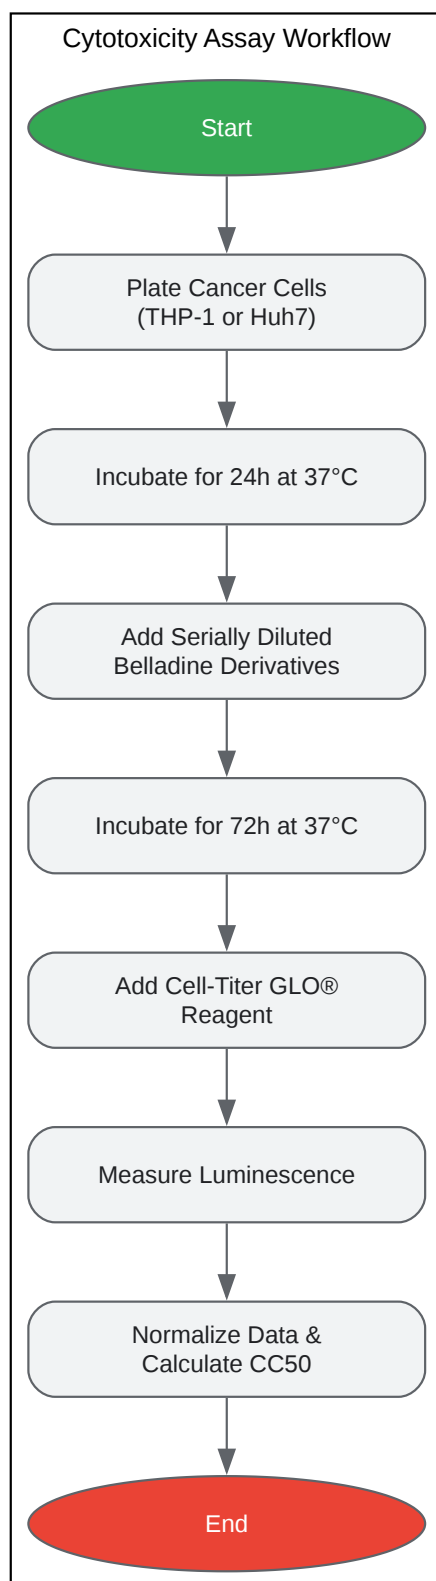 Cytotoxicity Assay Workflow
Start
Plate Cancer Cells
(THP-1 or Huh7)
Incubate for 24h at 37°C
Add Serially Diluted
Belladine Derivatives
Incubate for 72h at 37°C
Add Cell-Titer GLO®
Reagent
Measure Luminescence
Normalize Data &
Calculate CC50
End